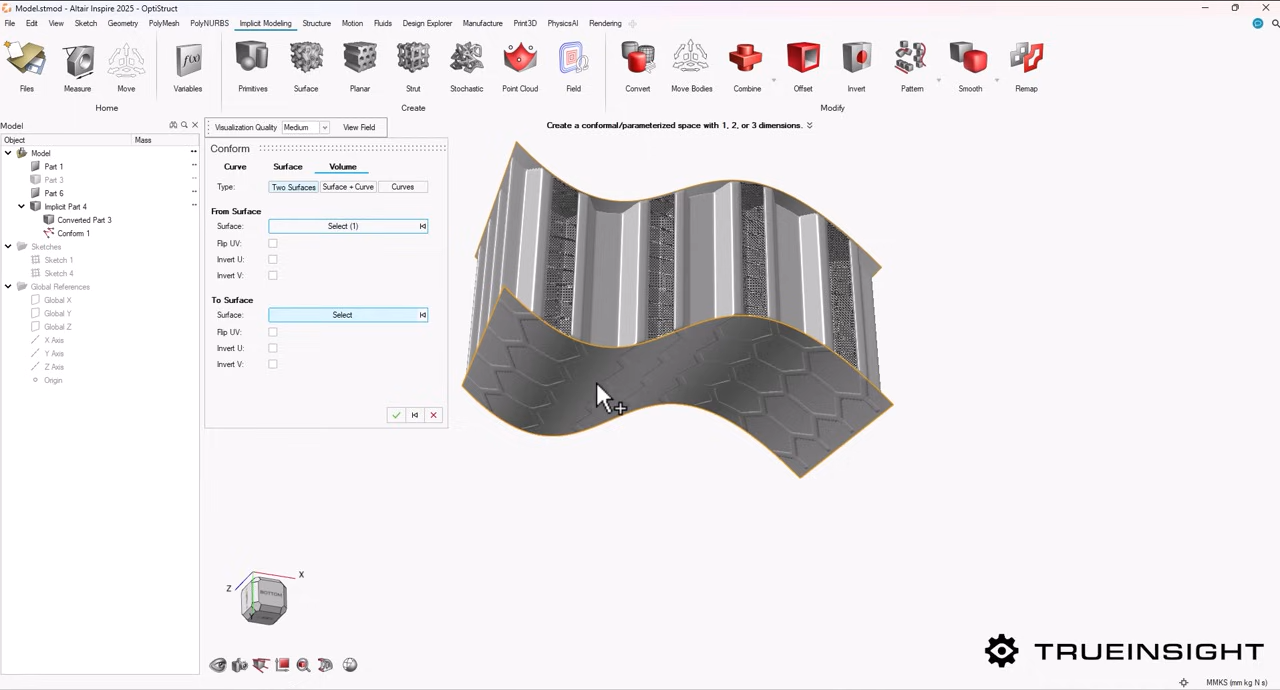 Model.stmod - Altair Inspire 2025 - OptiStruct
File Edit View Sketch Geometry PolyMesh PolyNURBS Implicit Modeling Structure Motion Fluids Design Explorer Manufacture Print3D PhysicsAI Rendering
Files Measure Move Variables Primitives Surface Planar Strut Stochastic Point Cloud Field Convert Move Bodies Combine Offset Invert Pattern Smooth Remap
Home Create Modify
Model
Object Mass
Model
Part 1
Part 3
Part 6
Implicit Part 4
Converted Part 3
Conform 1
Sketches
Sketch 1
Sketch 4
Global References
Global X
Global Y
Global Z
X Axis
Y Axis
Z Axis
Origin
Visualization Quality Medium View Field
Create a conformal/parameterized space with 1, 2, or 3 dimensions.
Conform
Curve Surface Volume
Type: Two Surfaces Surface + Curve Curves
From Surface
Surface: Select (1)
Flip UV:
Invert U:
Invert V:
To Surface
Surface: Select
Flip UV:
Invert U:
Invert V:
X
Z
BOTTOM
TRUEINSIGHT
MMKS (mm kg N s)